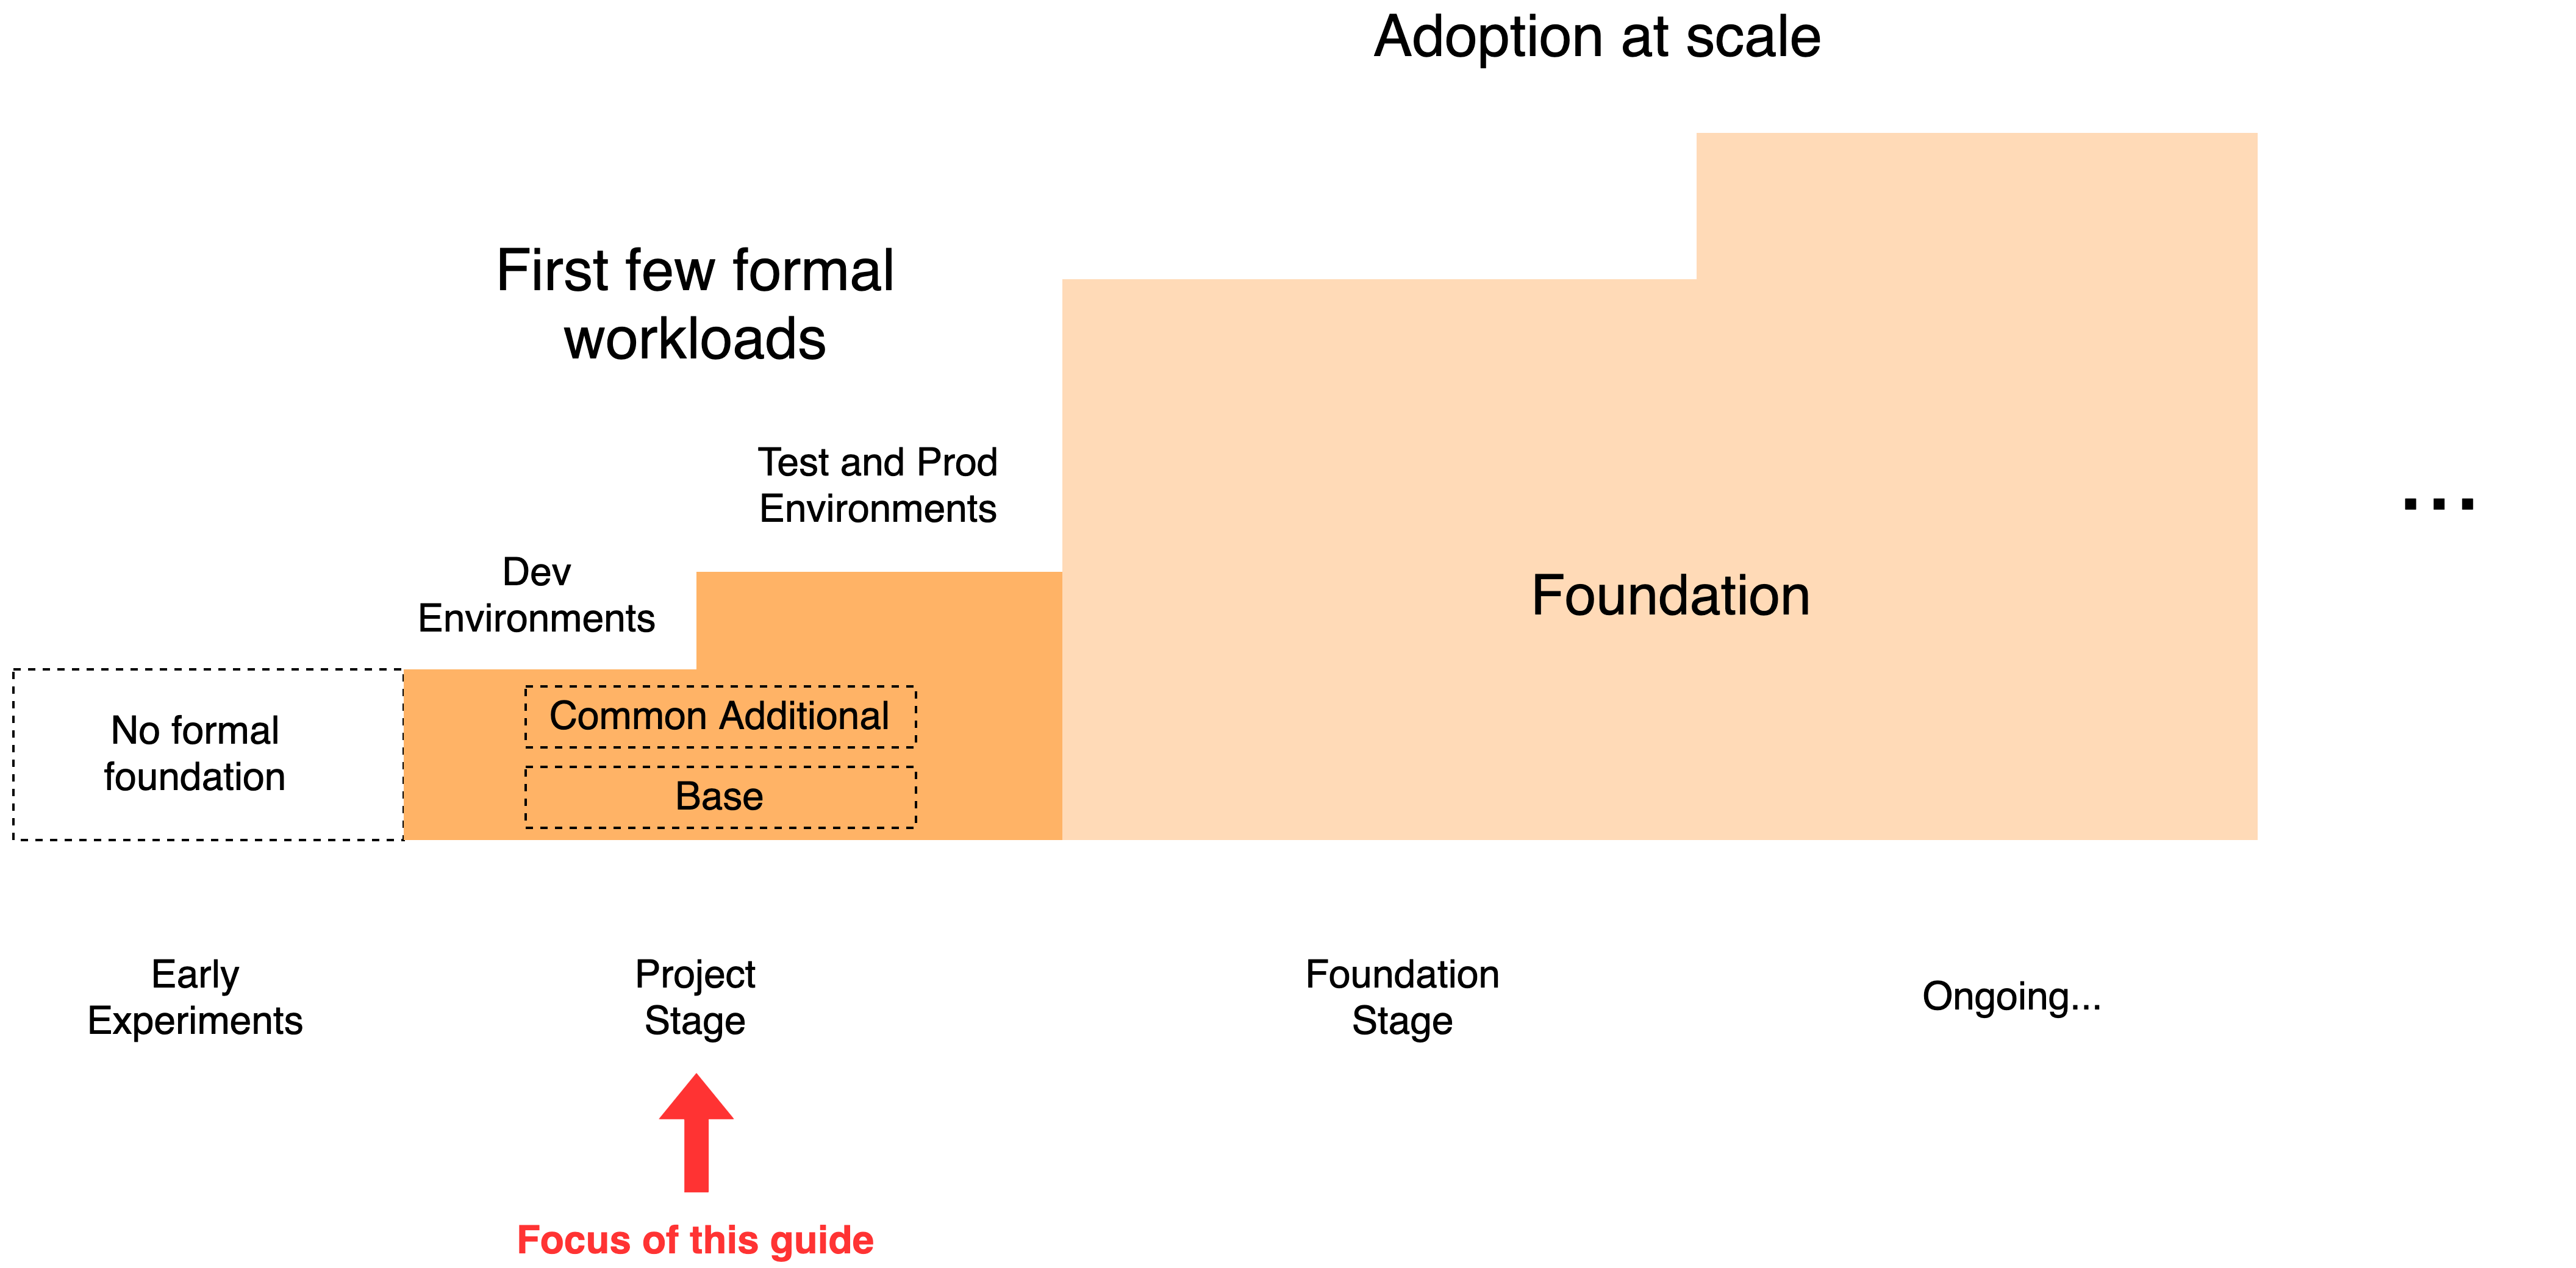 Adoption at scale
First few formal
workloads
Test and Prod
Environments
Dev
Environments
...
Foundation
No formal
foundation
Common Additional
Base
Early
Experiments
Project
Stage
Foundation
Stage
Ongoing...
Focus of this guide